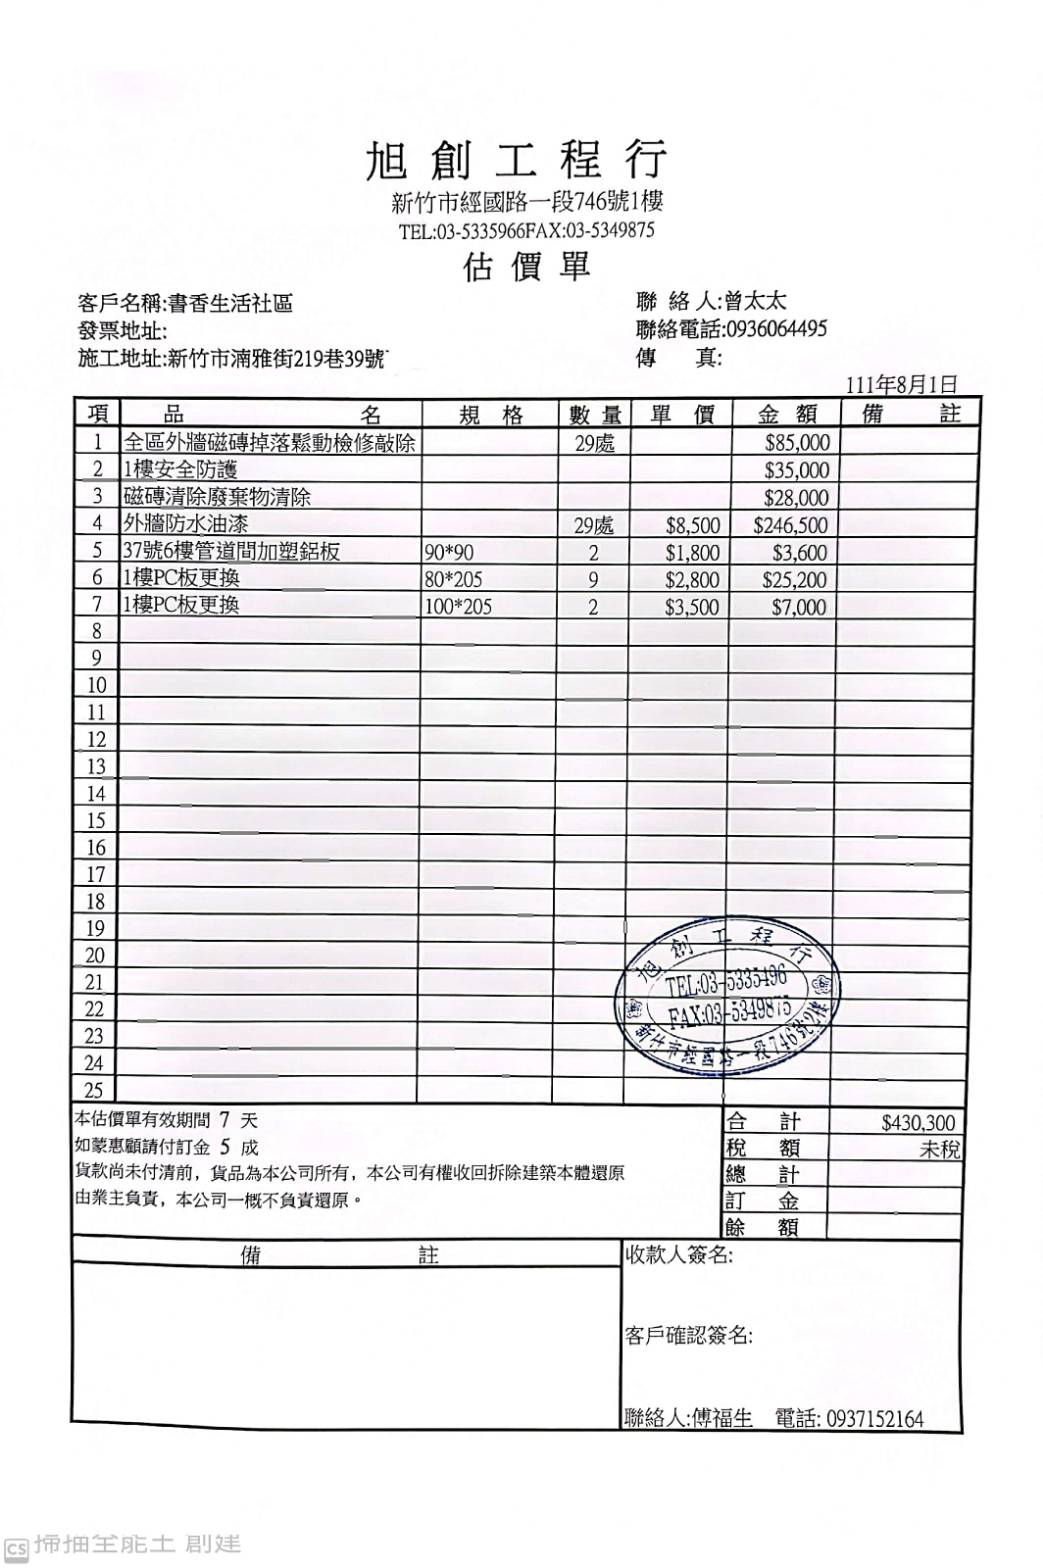 旭創工程行
新竹市經國路一段746號1樓
TEL:03-5335966FAX:03-5349875
估價單
客戶名稱:書香生活社區 聯絡人:曾太太
發票地址: 聯絡電話:0936064495
施工地址:新竹市湳雅街219巷39號 傳真:
111年8月1日
項 品名 規格 數量 單價 金額 備註
1 全區外牆磁磚掉落鬆動檢修敲除 29處 $85,000
2 1樓安全防護 $35,000
3 磁磚清除廢棄物清除 $28,000
4 外牆防水油漆 29處 $8,500 $246,500
5 37號6樓管道間加塑鋁板 90*90 2 $1,800 $3,600
6 1樓PC板更換 80*205 9 $2,800 $25,200
7 1樓PC板更換 100*205 2 $3,500 $7,000
8
9
10
11
12
13
14
15
16
17
18
19
20
21
22
23
24
25
旭創工程行
TEL:03-5335496
FAX:03-5349875
新竹市經國路一段746號
本估價單有效期間 7 天 合計 $430,300
如蒙惠顧請付訂金 5 成 稅額 未稅
貨款尚未付清前，貨品為本公司所有，本公司有權收回拆除建築本體還原 總計
由業主負責，本公司一概不負責還原。 訂金
餘額
備註 收款人簽名:
客戶確認簽名:
聯絡人:傅福生 電話: 0937152164
CS 掃描全能王 創建